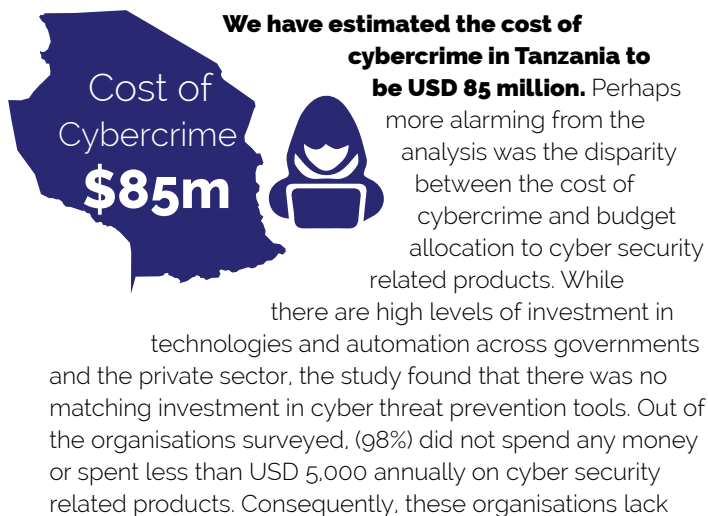 We have estimated the cost of
cybercrime in Tanzania to
be USD 85 million. Perhaps
more alarming from the
analysis was the disparity
between the cost of
cybercrime and budget
allocation to cyber security
related products. While
there are high levels of investment in
technologies and automation across governments
and the private sector, the study found that there was no
matching investment in cyber threat prevention tools. Out of
the organisations surveyed, (98%) did not spend any money
or spent less than USD 5,000 annually on cyber security
related products. Consequently, these organisations lack
Cost of
Cybercrime
$85m